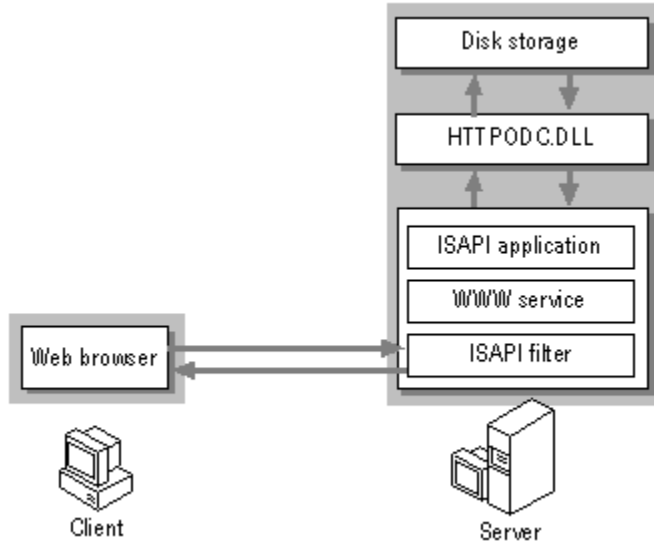 Disk storage
HTTPODC.DLL
ISAPI application
WWW service
ISAPI filter
Web browser
Client
Server